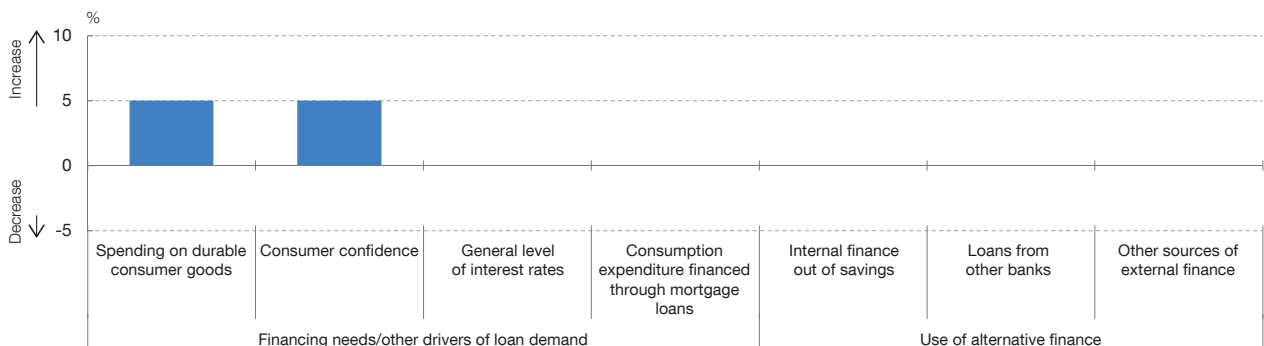 %
Increase
Decrease
10
5
0
-5
Spending on durable
consumer goods
Consumer confidence
General level
of interest rates
Consumption
expenditure financed
through mortgage
loans
Internal finance
out of savings
Loans from
other banks
Other sources of
external finance
Financing needs/other drivers of loan demand
Use of alternative finance